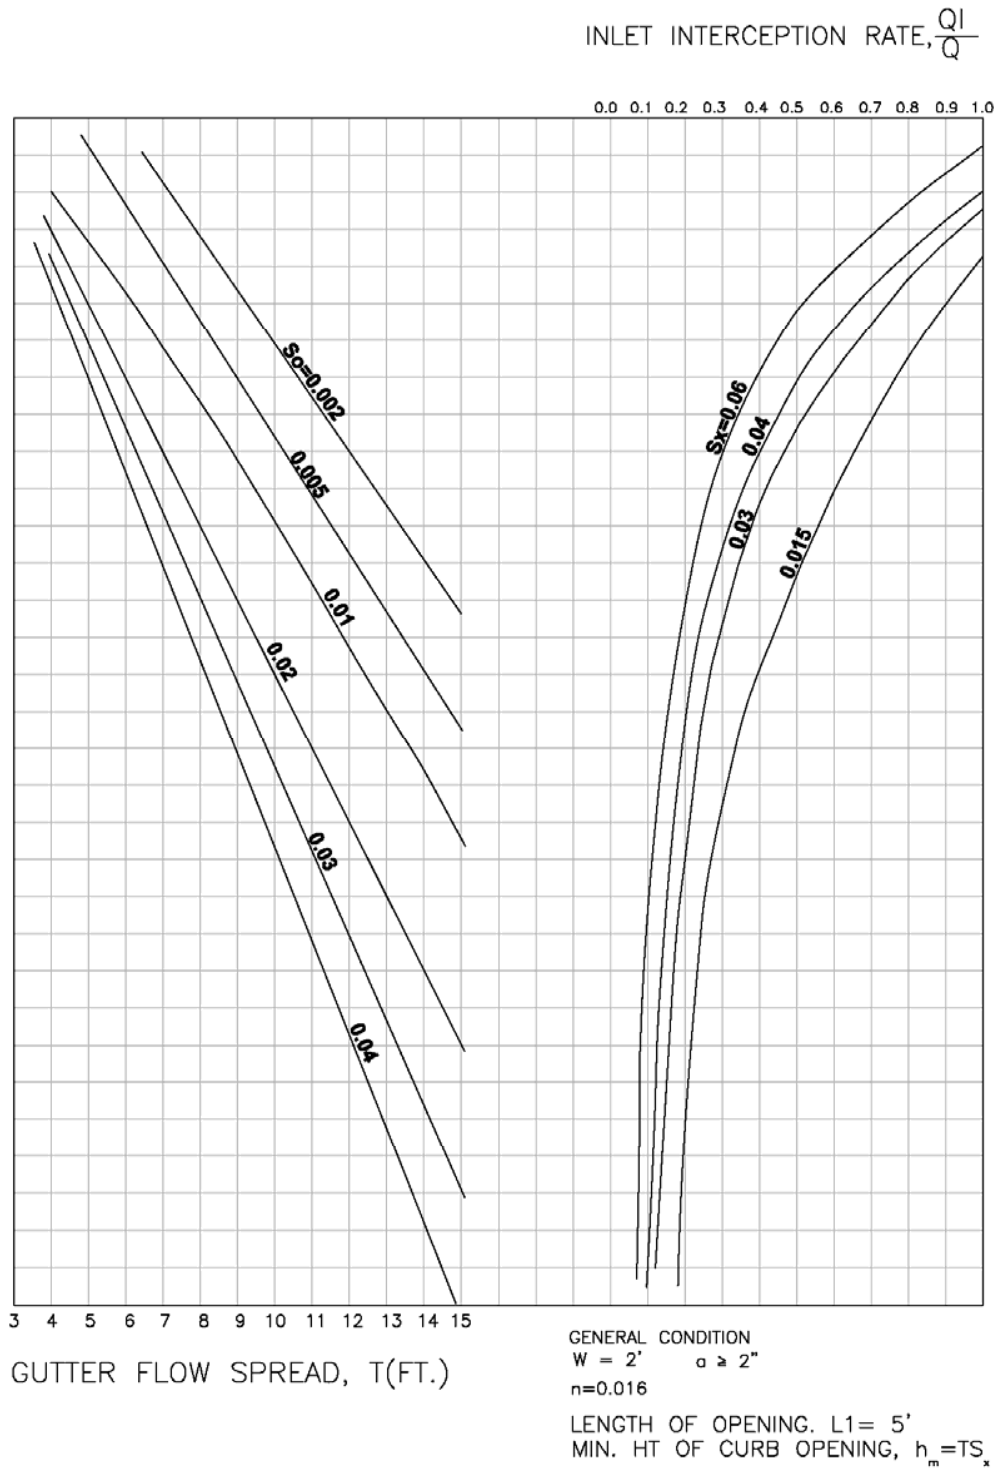 INLET INTERCEPTION RATE, QI/Q
0.0 0.1 0.2 0.3 0.4 0.5 0.6 0.7 0.8 0.9 1.0
So=0.002
0.005
0.01
0.02
0.03
0.04
Sx=0.06
0.04
0.03
0.015
3 4 5 6 7 8 9 10 11 12 13 14 15
GUTTER FLOW SPREAD, T(FT.)
GENERAL CONDITION
W = 2' a ≥ 2"
n=0.016
LENGTH OF OPENING. L1= 5'
MIN. HT OF CURB OPENING, hm=TSx